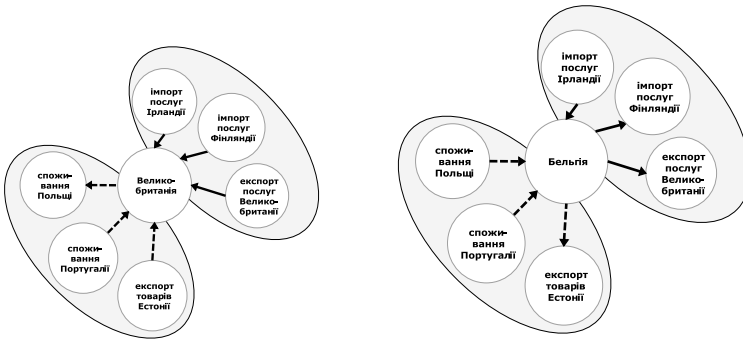 імпорт
послуг
Ірландії
імпорт
послуг
Фінляндії
експорт
послуг
Велико-
британії
Велико-
британія
спожи-
вання
Польщі
спожи-
вання
Португалії
експорт
товарів
Естонії
імпорт
послуг
Ірландії
імпорт
послуг
Фінляндії
експорт
послуг
Велико-
британії
Бельгія
спожи-
вання
Польщі
спожи-
вання
Португалії
експорт
товарів
Естонії